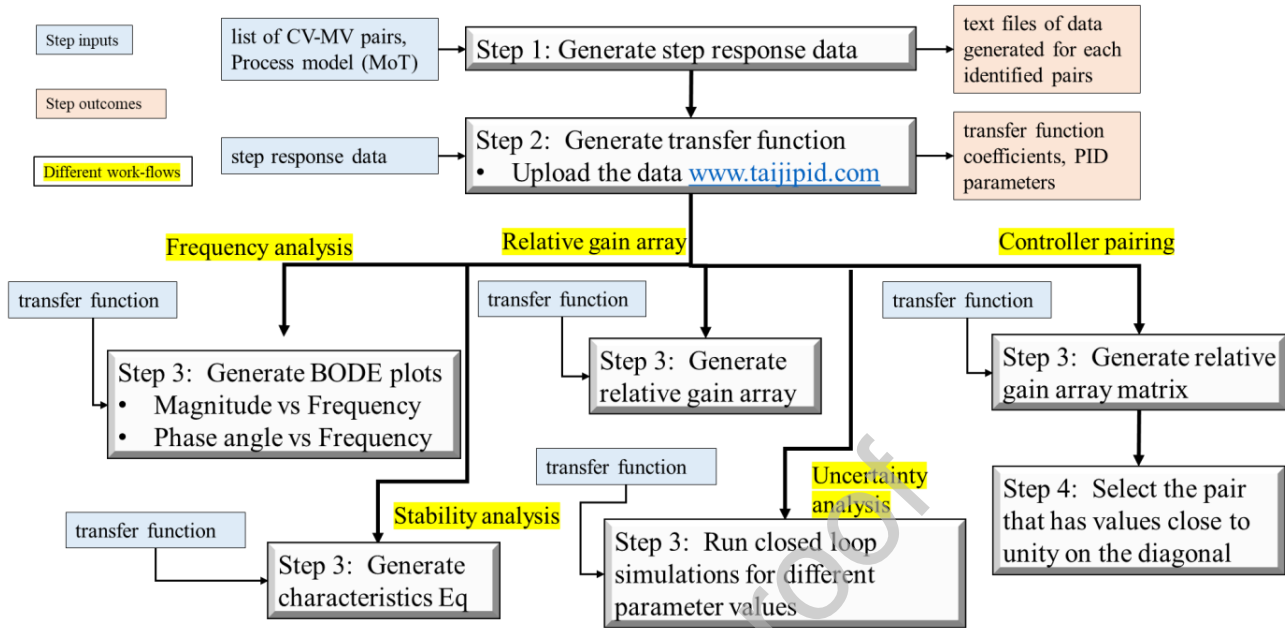 Step inputs
list of CV-MV pairs,
Process model (MoT)
Step 1: Generate step response data
text files of data
generated for each
identified pairs
Step outcomes
Different work-flows
step response data
Step 2: Generate transfer function
• Upload the data www.taijipid.com
transfer function
coefficients, PID
parameters
Frequency analysis
Relative gain array
Controller pairing
transfer function
transfer function
transfer function
Step 3: Generate BODE plots
• Magnitude vs Frequency
• Phase angle vs Frequency
Step 3: Generate
relative gain array
Step 3: Generate relative
gain array matrix
transfer function
Uncertainty
analysis
Step 4: Select the pair
that has values close to
unity on the diagonal
Stability analysis
transfer function
Step 3: Generate
characteristics Eq
Step 3: Run closed loop
simulations for different
parameter values
roof